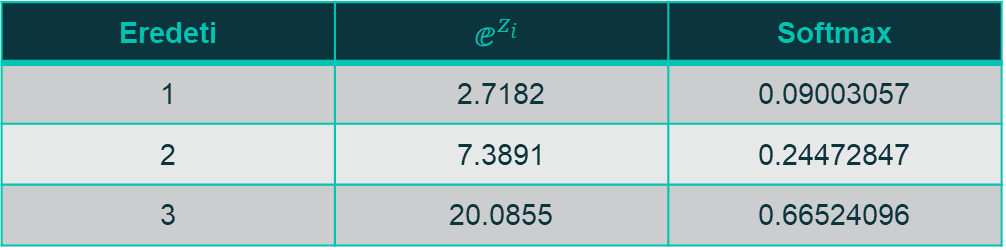 Eredeti ⅇ^{z_i} Softmax
1 2.7182 0.09003057
2 7.3891 0.24472847
3 20.0855 0.66524096